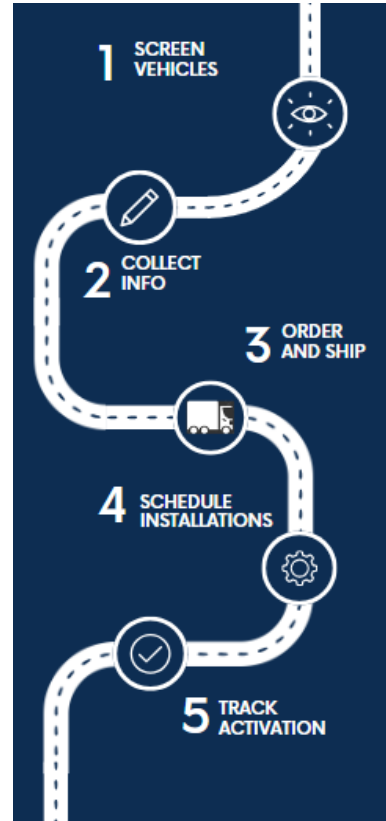 1 SCREEN
VEHICLES
2 COLLECT
INFO
3 ORDER
AND SHIP
4 SCHEDULE
INSTALLATIONS
5 TRACK
ACTIVATION